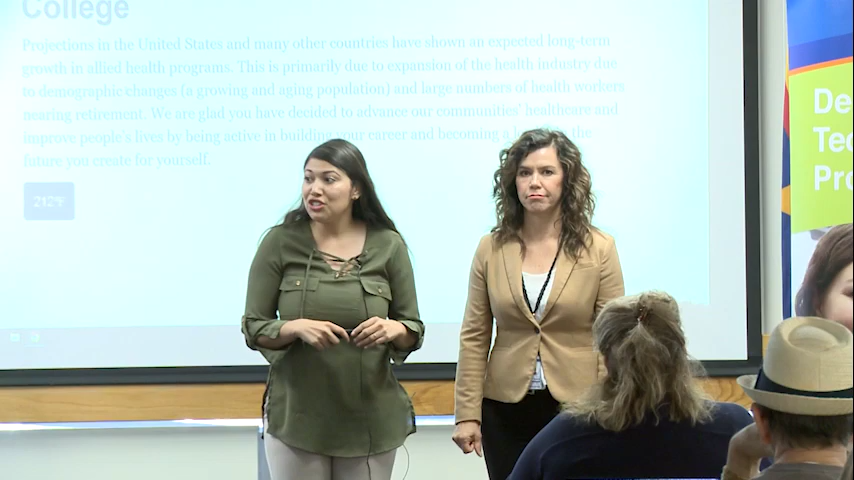 College
Projections in the United States and many other countries have shown an expected long-term
growth in allied health programs. This is primarily due to expansion of the health industry due
to demographic changes (a growing and aging population) and large numbers of health workers
nearing retirement. We are glad you have decided to advance our communities' healthcare and
improve people's lives by being active in building your career and becoming a the
future you create for yourself.
212°F
De
Tec
Pro